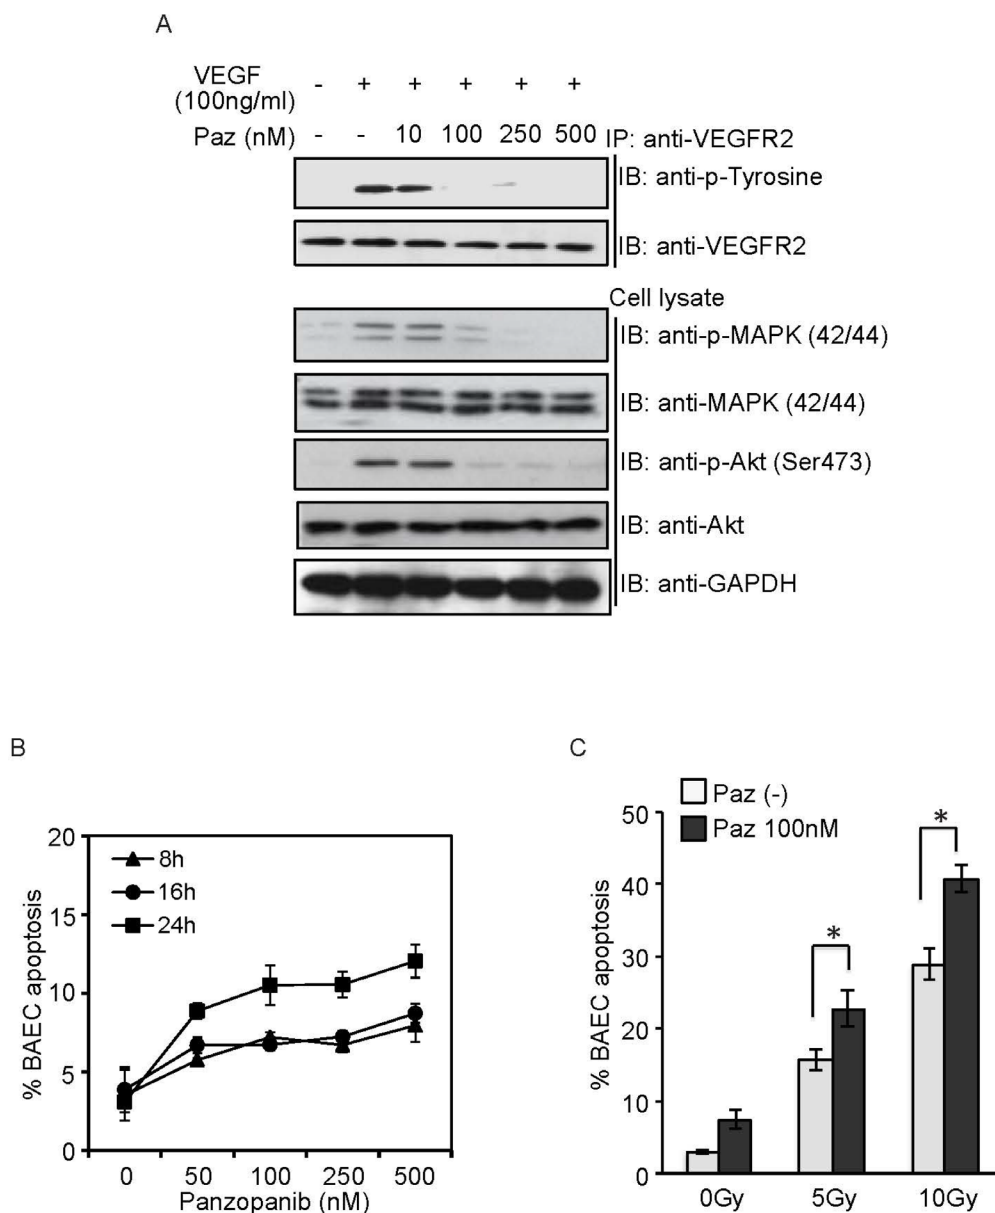 A
VEGF - + + + + +
(100ng/ml)
Paz (nM) - - 10 100 250 500 IP: anti-VEGFR2
IB: anti-p-Tyrosine
IB: anti-VEGFR2
Cell lysate
IB: anti-p-MAPK (42/44)
IB: anti-MAPK (42/44)
IB: anti-p-Akt (Ser473)
IB: anti-Akt
IB: anti-GAPDH
B
% BAEC apoptosis
20
15
10
5
0
8h
16h
24h
0 50 100 250 500
Panzopanib (nM)
C
% BAEC apoptosis
50
40
30
20
10
0
Paz (-)
Paz 100nM
*
*
0Gy 5Gy 10Gy